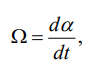 Ω = dα/dt,